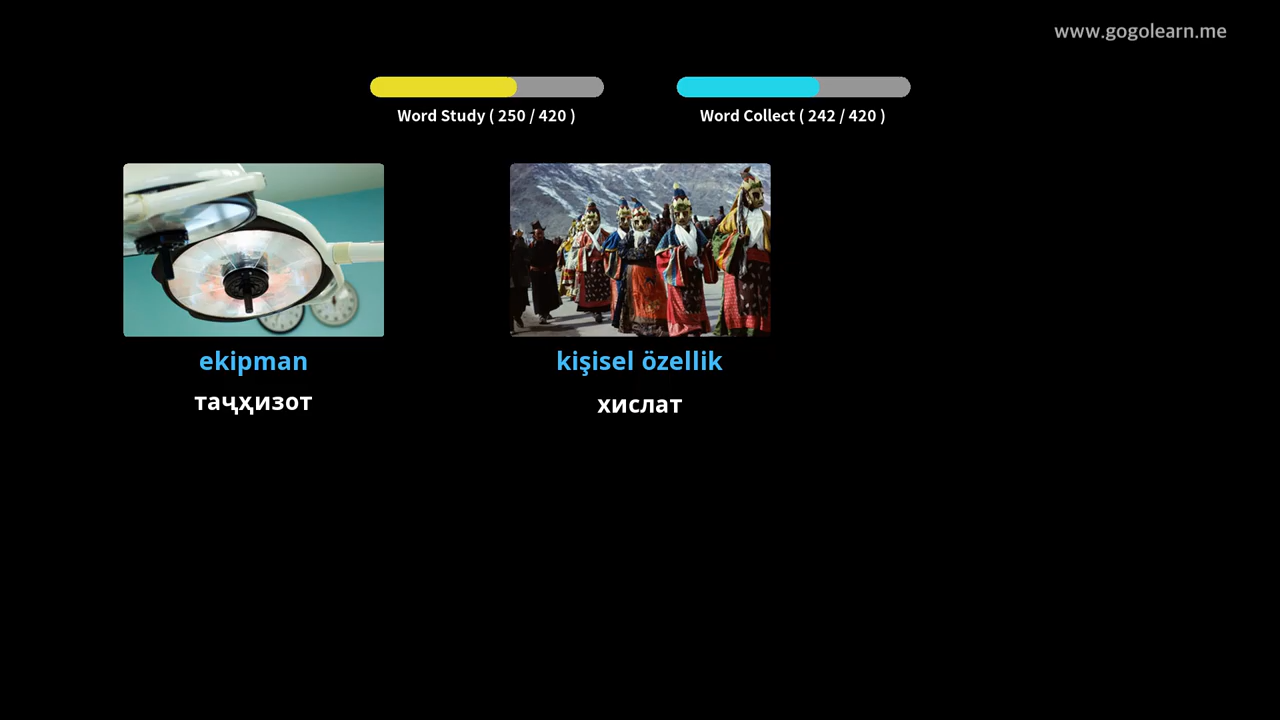 www.gogolearn.me
Word Study ( 250 / 420 )
Word Collect ( 242 / 420 )
ekipman
таҷҳизот
kişisel özellik
хислат